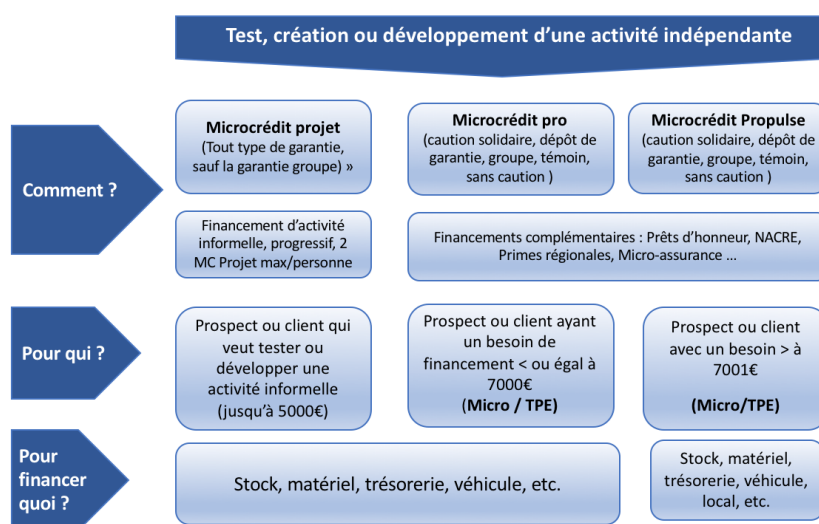 Test, création ou développement d'une activité indépendante
Comment ?
Microcrédit projet
(Tout type de garantie,
sauf la garantie groupe) »
Microcrédit pro
(caution solidaire, dépôt de
garantie, groupe, témoin,
sans caution )
Microcrédit Propulse
(caution solidaire, dépôt de
garantie, groupe, témoin,
sans caution )
Financement d'activité
informelle, progressif, 2
MC Projet max/personne
Financements complémentaires : Prêts d'honneur, NACRE,
Primes régionales, Micro-assurance ...
Pour qui ?
Prospect ou client qui
veut tester ou
développer une
activité informelle
(jusqu'à 5000€)
Prospect ou client ayant
un besoin de
financement < ou égal à
7000€
(Micro / TPE)
Prospect ou client
avec un besoin > à
7001€
(Micro/TPE)
Pour
financer
quoi ?
Stock, matériel, trésorerie, véhicule, etc.
Stock, matériel,
trésorerie, véhicule,
local, etc.